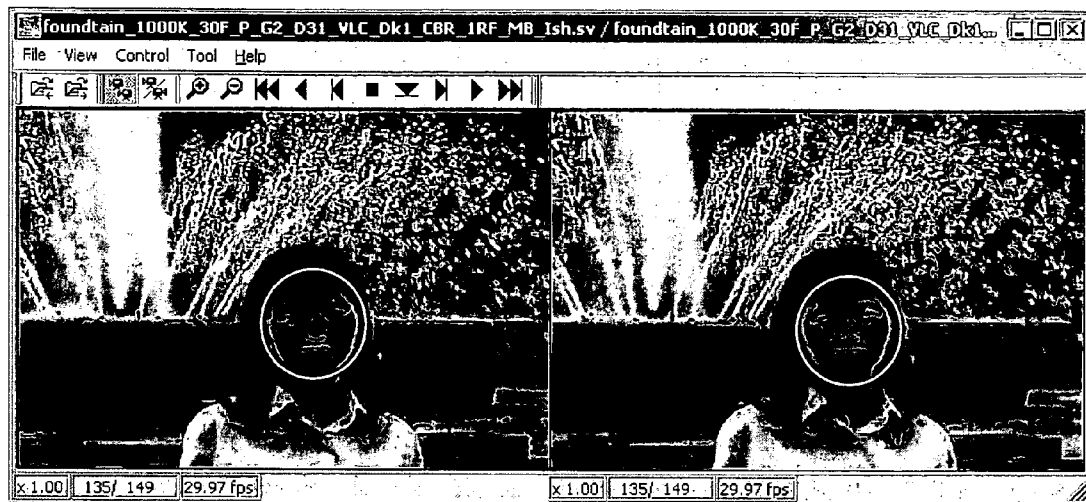 foundtain_1000K_30F_P_G2_D31_VLC_Dk1_CBR_1RF_MB_Ish.sv / foundtain_1000K_30F_P_G2_D31_VLC_Dk1...
File View Control Tool Help
x 1.00 135/ 149 29.97 fps x 1.00 135/ 149 29.97 fps